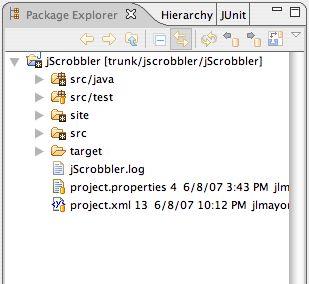 Package Explorer Hierarchy JUnit
jScrobbler [trunk/jscrobbler/jScrobbler]
src/java
src/test
site
src
target
jScrobbler.log
project.properties 4 6/8/07 3:43 PM jlm
project.xml 13 6/8/07 10:12 PM jlmayor